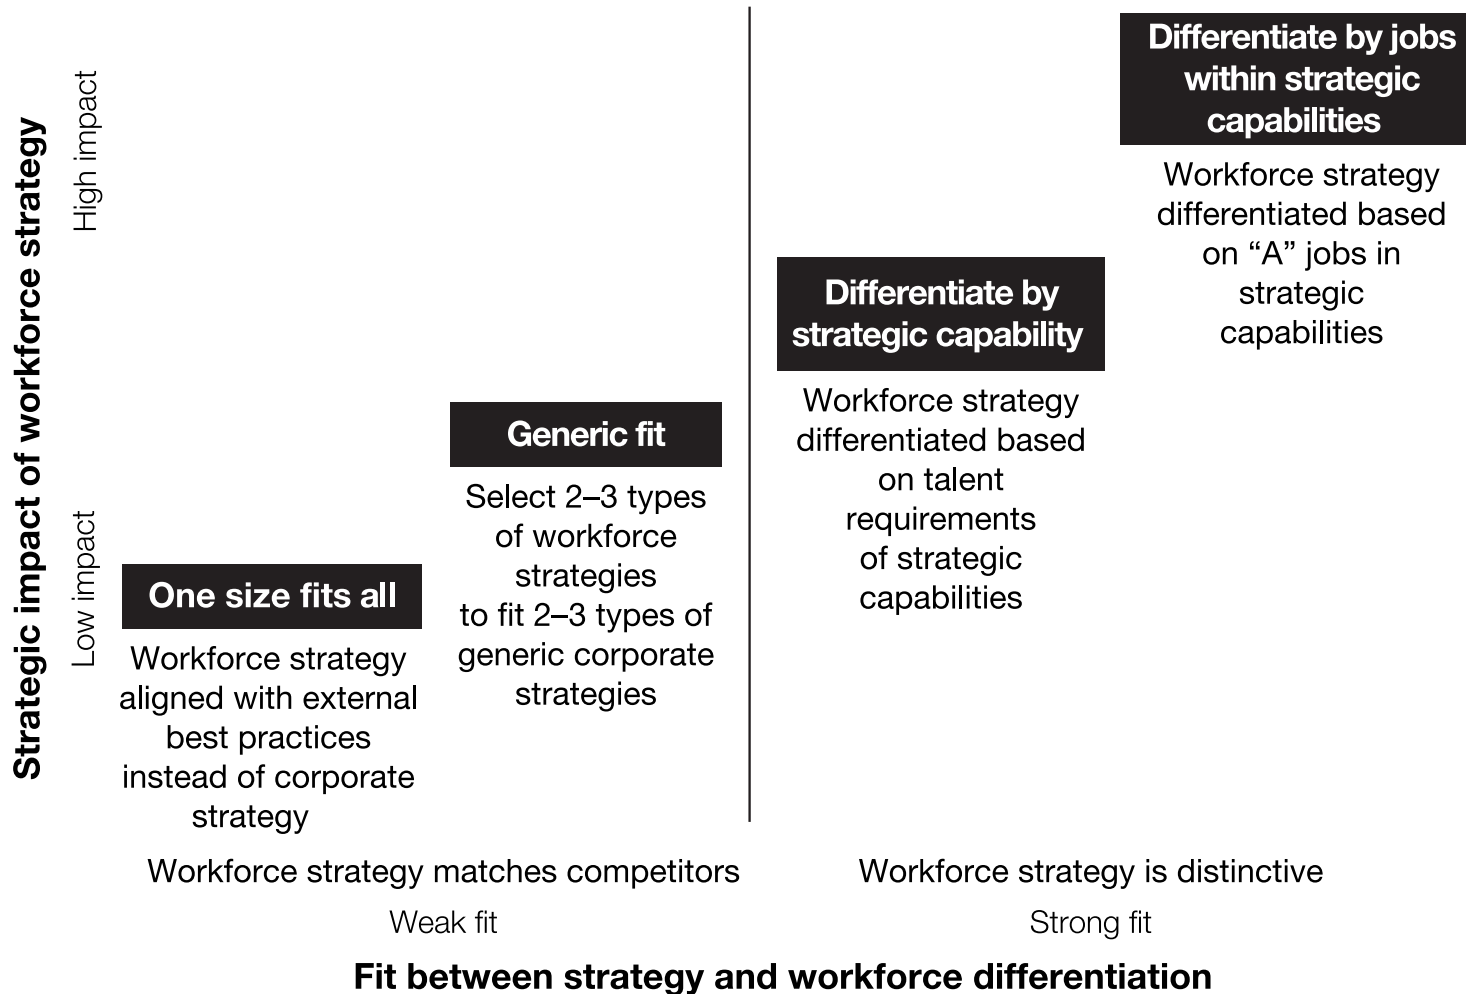 Strategic impact of workforce strategy
High impact
Low impact
One size fits all
Workforce strategy
aligned with external
best practices
instead of corporate
strategy
Generic fit
Select 2–3 types
of workforce
strategies
to fit 2–3 types of
generic corporate
strategies
Differentiate by
strategic capability
Workforce strategy
differentiated based
on talent
requirements
of strategic
capabilities
Differentiate by jobs
within strategic
capabilities
Workforce strategy
differentiated based
on “A” jobs in
strategic
capabilities
Workforce strategy matches competitors
Workforce strategy is distinctive
Weak fit
Strong fit
Fit between strategy and workforce differentiation